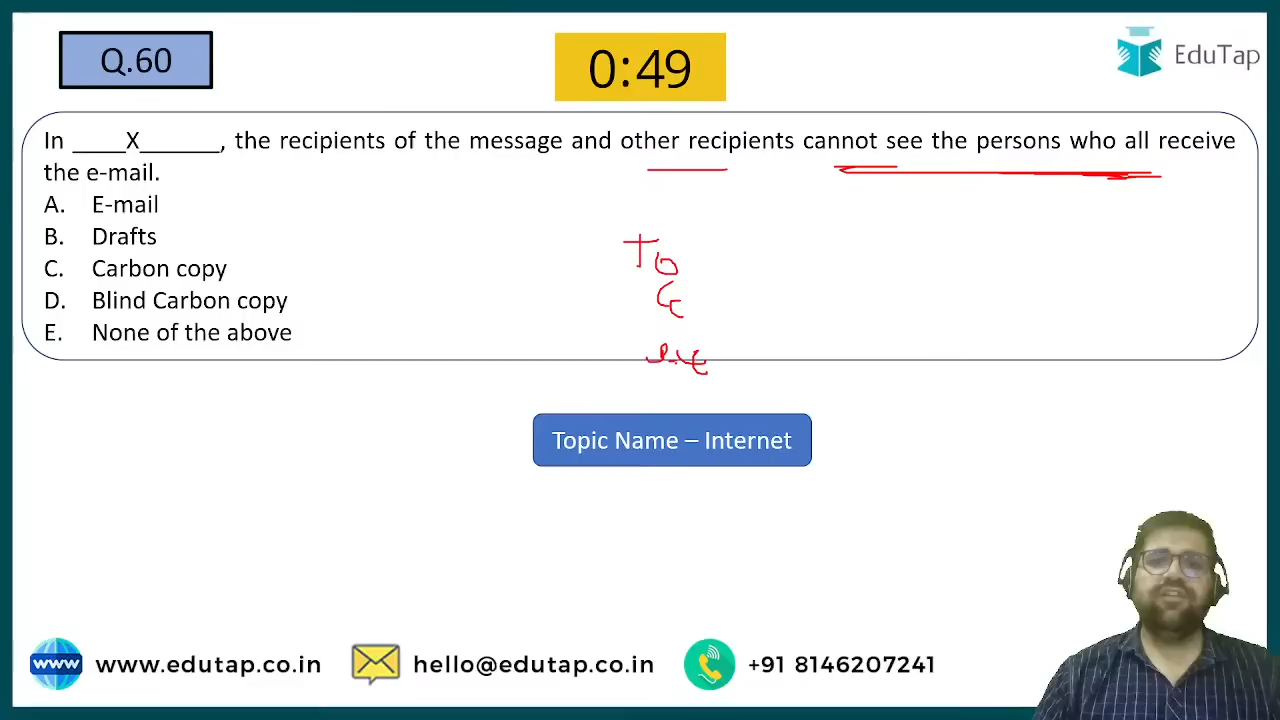 Q.60
0:49
EduTap
In ____X______, the recipients of the message and other recipients cannot see the persons who all receive
the e-mail.
A. E-mail
B. Drafts
C. Carbon copy
D. Blind Carbon copy
E. None of the above
To
Topic Name – Internet
www
www.edutap.co.in
hello@edutap.co.in
+91 8146207241